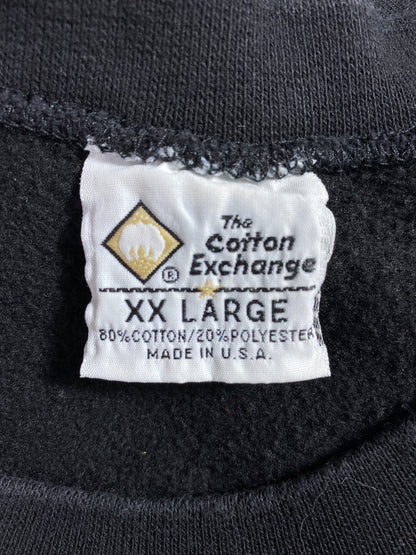 The
Cotton
Exchange
®
XX LARGE
80% COTTON/20% POLYESTER
MADE IN U.S.A.